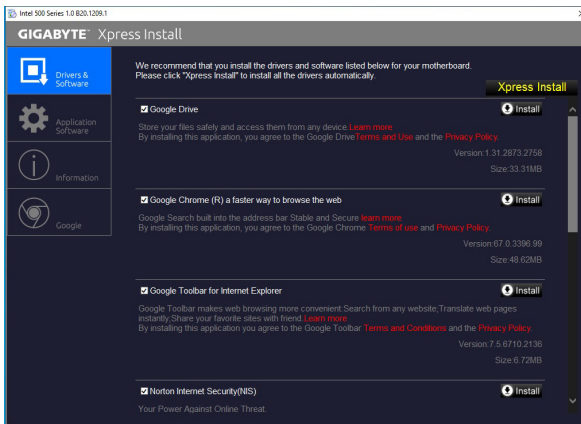 Intel 500 Series 1.0 B20.1209.1
GIGABYTE™ Xpress Install
Drivers &
Software
Application
Software
Information
Google
We recommend that you install the drivers and software listed below for your motherboard.
Please click "Xpress Install" to install all the drivers automatically.
Xpress Install
Google Drive
Install
Store your files safely and access them from any device.Learn more
By installing this application, you agree to the Google DriveTerms and Use and the Privacy Policy.
Version:1.31.2873.2758
Size:33.31MB
Google Chrome (R) a faster way to browse the web
Install
Google Search built into the address bar Stable and Secure learn more
By installing this application, you agree to the Google Chrome Terms of use and Privacy Policy.
Version:67.0.3396.99
Size:48.62MB
Google Toolbar for Internet Explorer
Install
Google Toolbar makes web browsing more convenient:Search from any website;Translate web pages
instantly;Share your favorite sites with friend.Learn more
By installing this application you agree to the Google Toolbar Terms and Conditions and the Privacy Policy.
Version:7.5.6710.2136
Size:6.72MB
Norton Internet Security(NIS)
Install
Your Power Against Online Threat.